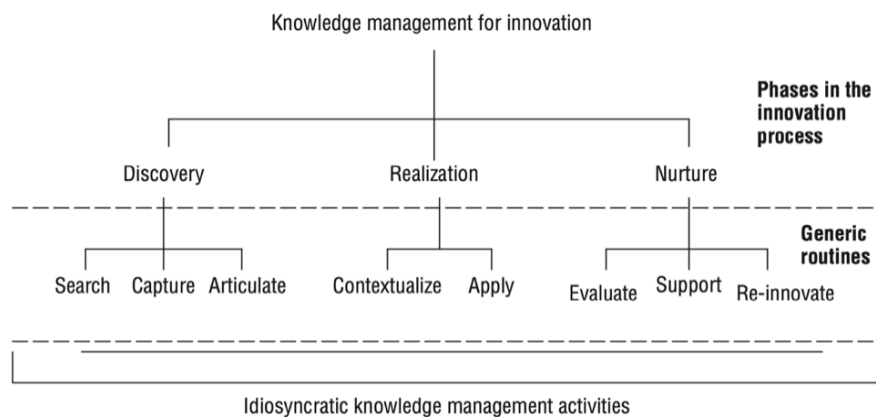 Knowledge management for innovation
Phases in the
innovation
process
Discovery
Realization
Nurture
Generic
routines
Search
Capture
Articulate
Contextualize
Apply
Evaluate
Support
Re-innovate
Idiosyncratic knowledge management activities